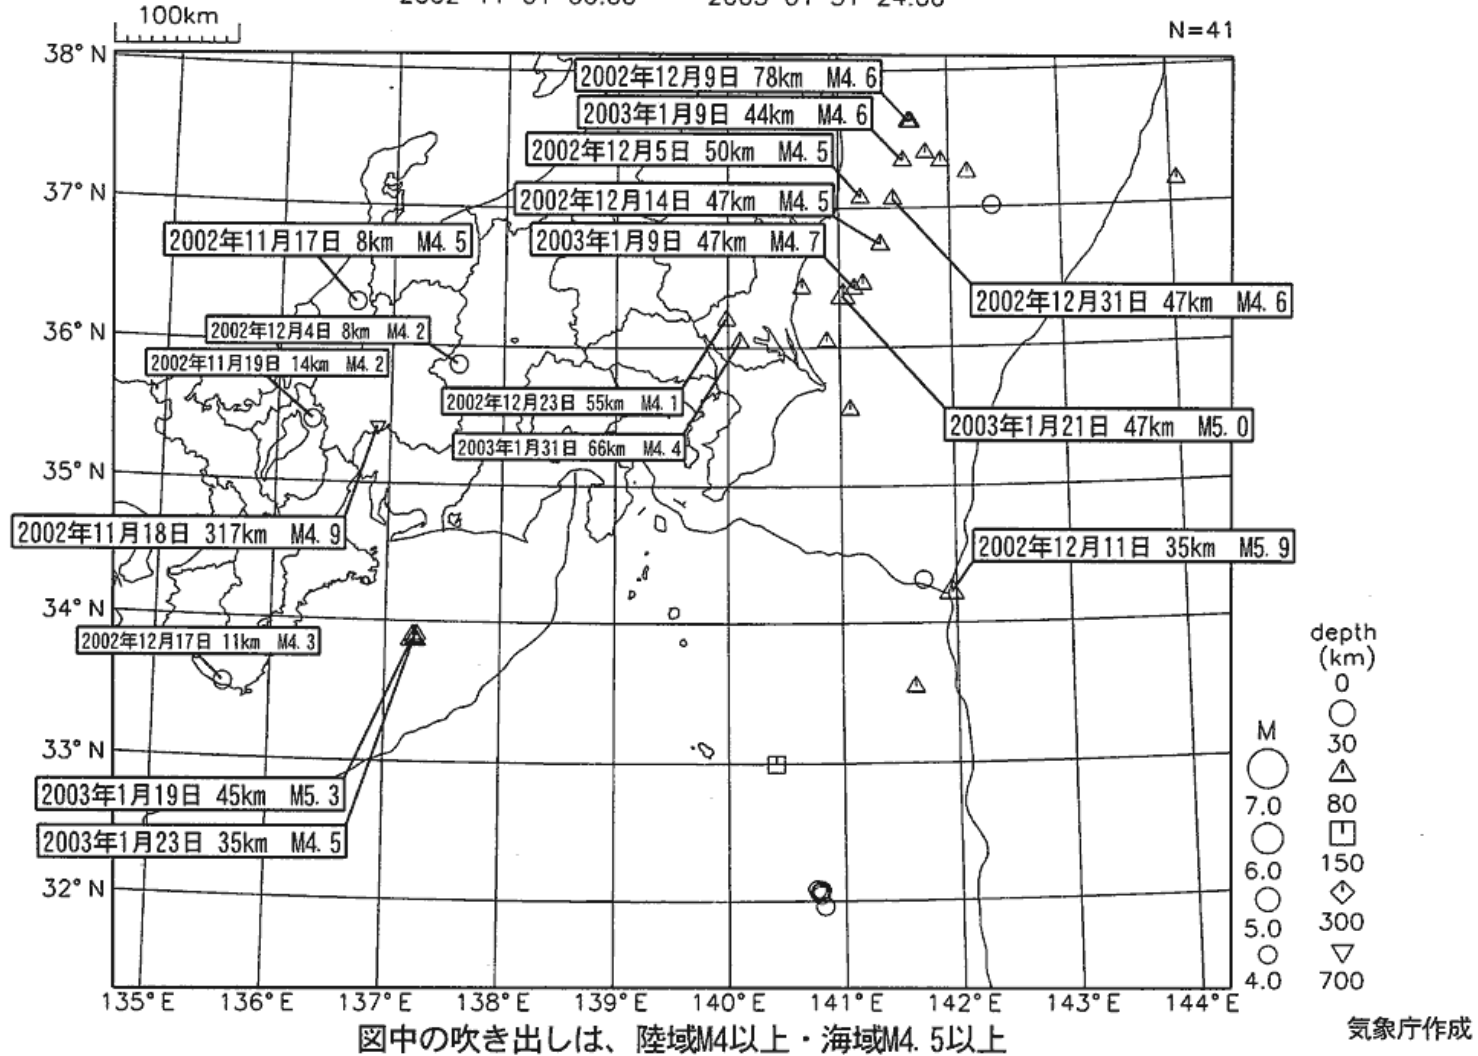 100km
N=41
38°N
2002年12月9日 78km M4.6
2003年1月9日 44km M4.6
2002年12月5日 50km M4.5
37°N
2002年12月14日 47km M4.5
2002年11月17日 8km M4.5
2003年1月9日 47km M4.7
2002年12月31日 47km M4.6
36°N
2002年12月4日 8km M4.2
2002年11月19日 14km M4.2
2002年12月23日 55km M4.1
2003年1月21日 47km M5.0
2003年1月31日 66km M4.4
35°N
2002年11月18日 317km M4.9
2002年12月11日 35km M5.9
34°N
2002年12月17日 11km M4.3
33°N
2003年1月19日 45km M5.3
2003年1月23日 35km M4.5
32°N
depth
(km)
0
30
80
150
300
700
M
7.0
6.0
5.0
4.0
135°E 136°E 137°E 138°E 139°E 140°E 141°E 142°E 143°E 144°E
図中の吹き出しは、陸域M4以上・海域M4.5以上
気象庁作成